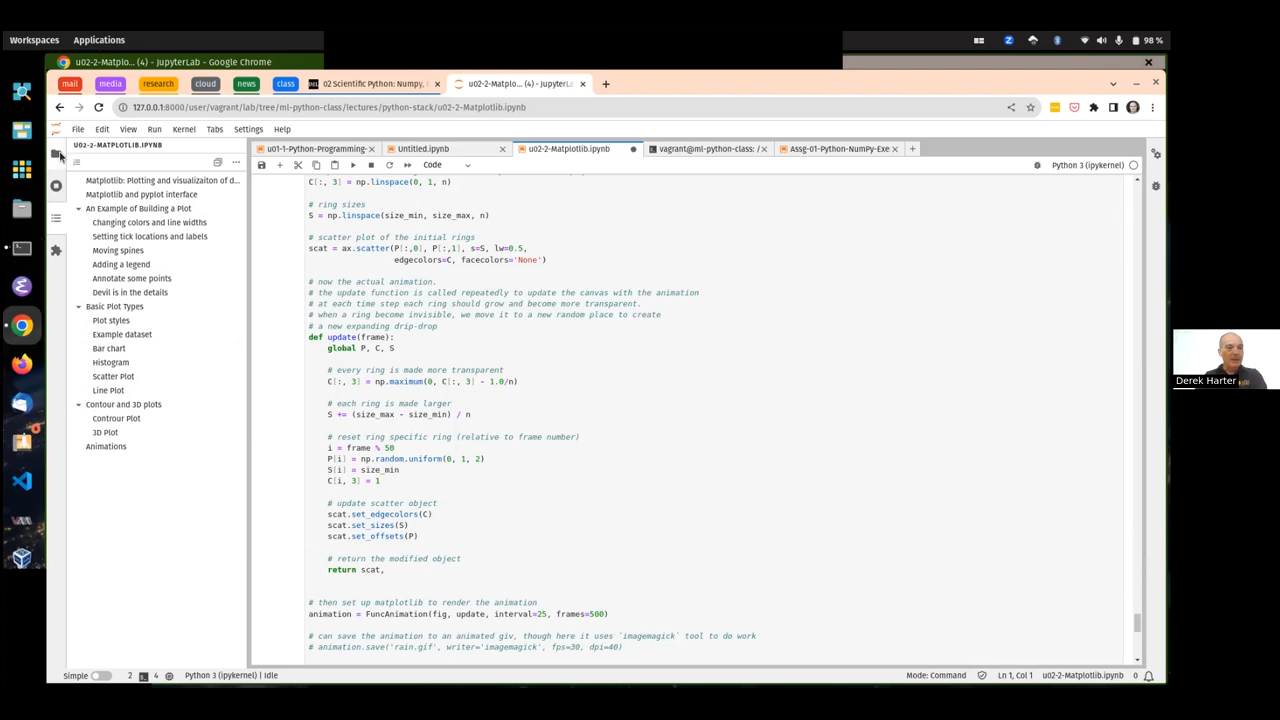 Workspaces Applications
98 %
u02-2-Matplo... (4) - JupyterLab - Google Chrome
mail media research cloud news class 02 Scientific Python: Numpy, u02-2-Matplo... (4) - JupyterLa
127.0.0.1:8000/user/vagrant/lab/tree/ml-python-class/lectures/python-stack/u02-2-Matplotlib.ipynb
File Edit View Run Kernel Tabs Settings Help
U02-2-MATPLOTLIB.IPYNB
u01-1-Python-Programming- Untitled.ipynb u02-2-Matplotlib.ipynb vagrant@ml-python-class: / Assg-01-Python-NumPy-Exe
Code
Python 3 (ipykernel)
Matplotlib: Plotting and visualizaiton of d...
Matplotlib and pyplot interface
An Example of Building a Plot
Changing colors and line widths
Setting tick locations and labels
Moving spines
Adding a legend
Annotate some points
Devil is in the details
Basic Plot Types
Plot styles
Example dataset
Bar chart
Histogram
Scatter Plot
Line Plot
Contour and 3D plots
Contour Plot
3D Plot
Animations
C[:, 3] = np.linspace(0, 1, n)
# ring sizes
S = np.linspace(size_min, size_max, n)
# scatter plot of the initial rings
scat = ax.scatter(P[:,0], P[:,1], s=S, lw=0.5,
edgecolors=C, facecolors='None')
# now the actual animation.
# the update function is called repeatedly to update the canvas with the animation
# at each time step each ring should grow and become more transparent.
# when a ring become invisible, we move it to a new random place to create
# a new expanding drip-drop
def update(frame):
global P, C, S
# every ring is made more transparent
C[:, 3] = np.maximum(0, C[:, 3] - 1.0/n)
# each ring is made larger
S += (size_max - size_min) / n
# reset ring specific ring (relative to frame number)
i = frame % 50
P[i] = np.random.uniform(0, 1, 2)
S[i] = size_min
C[i, 3] = 1
# update scatter object
scat.set_edgecolors(C)
scat.set_sizes(S)
scat.set_offsets(P)
# return the modified object
return scat,
# then set up matplotlib to render the animation
animation = FuncAnimation(fig, update, interval=25, frames=500)
# can save the animation to an animated giv, though here it uses `imagemagick` tool to do work
# animation.save('rain.gif', writer='imagemagick', fps=30, dpi=40)
Derek Harter
Simple 2 4 Python 3 (ipykernel) | Idle
Mode: Command Ln 1, Col 1 u02-2-Matplotlib.ipynb 0